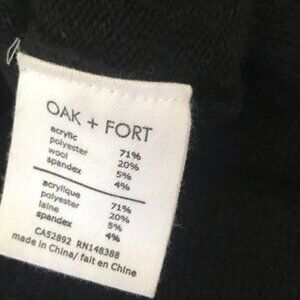 OAK + FORT
acrylic 71%
polyester 20%
wool 5%
spandex 4%
acrylique 71%
polyester 20%
laine 5%
spandex 4%
CA52892 RN148388
made in China/ fait en Chine